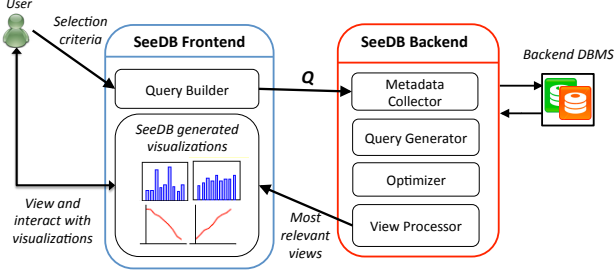 User
Selection
criteria
SeeDB Frontend
Query Builder
SeeDB generated
visualizations
View and
interact with
visualizations
Q
Most
relevant
views
SeeDB Backend
Metadata
Collector
Query Generator
Optimizer
View Processor
Backend DBMS